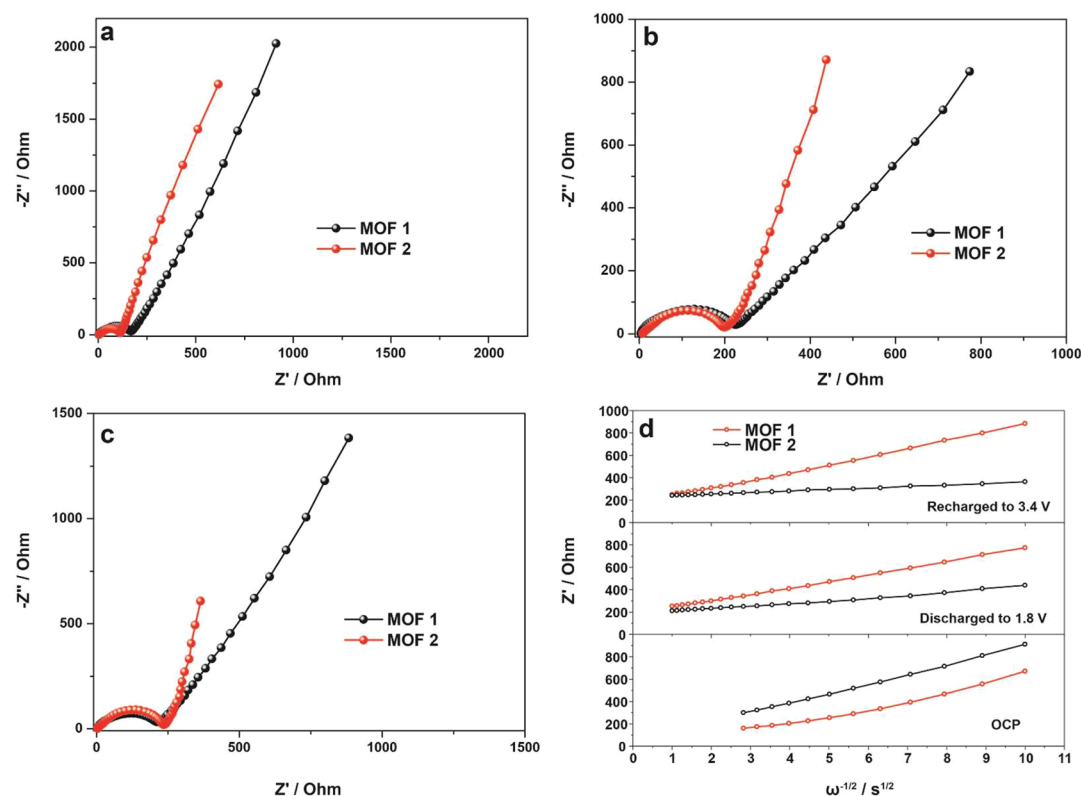 a
2000
1500
1000
500
0
-Z'' / Ohm
MOF 1
MOF 2
0 500 1000 1500 2000
Z' / Ohm
b
1000
800
600
400
200
0
-Z'' / Ohm
MOF 1
MOF 2
0 200 400 600 800 1000
Z' / Ohm
c
1500
1000
500
0
-Z'' / Ohm
MOF 1
MOF 2
0 500 1000 1500
Z' / Ohm
d
1000
800
600
400
200
0
MOF 1
MOF 2
Recharged to 3.4 V
800
600
400
200
0
Discharged to 1.8 V
800
600
400
200
0
OCP
Z' / Ohm
0 1 2 3 4 5 6 7 8 9 10 11
ω-1/2 / s1/2